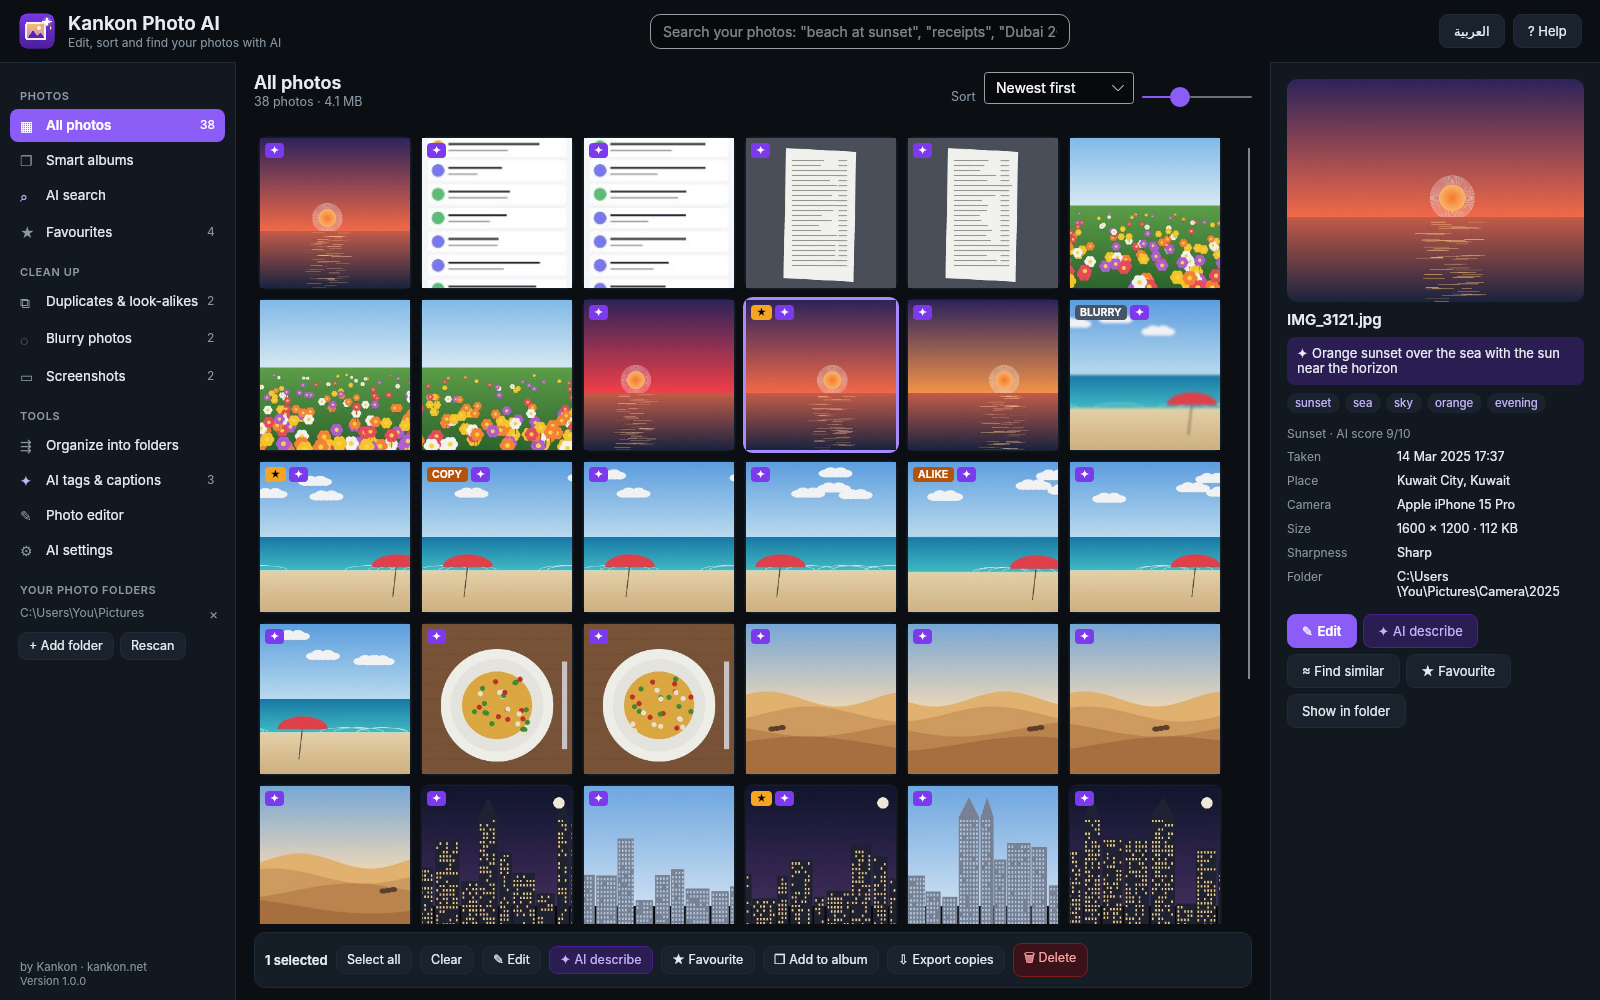 Kankon Photo AI
Edit, sort and find your photos with AI
Search your photos: "beach at sunset", "receipts", "Dubai 2
العربية
? Help
PHOTOS
All photos 38
Smart albums
AI search
Favourites 4
CLEAN UP
Duplicates & look-alikes 2
Blurry photos 2
Screenshots 2
TOOLS
Organize into folders
AI tags & captions 3
Photo editor
AI settings
YOUR PHOTO FOLDERS
C:\Users\You\Pictures ×
+ Add folder
Rescan
by Kankon · kankon.net
Version 1.0.0
All photos
38 photos · 4.1 MB
Sort
Newest first
BLURRY
COPY
ALIKE
1 selected
Select all
Clear
✎ Edit
✦ AI describe
★ Favourite
❐ Add to album
⇩ Export copies
🗑 Delete
IMG_3121.jpg
✦ Orange sunset over the sea with the sun
near the horizon
sunset sea sky orange evening
Sunset · AI score 9/10
Taken 14 Mar 2025 17:37
Place Kuwait City, Kuwait
Camera Apple iPhone 15 Pro
Size 1600 × 1200 · 112 KB
Sharpness Sharp
Folder C:\Users
\You\Pictures\Camera\2025
✎ Edit
✦ AI describe
≈ Find similar
★ Favourite
Show in folder